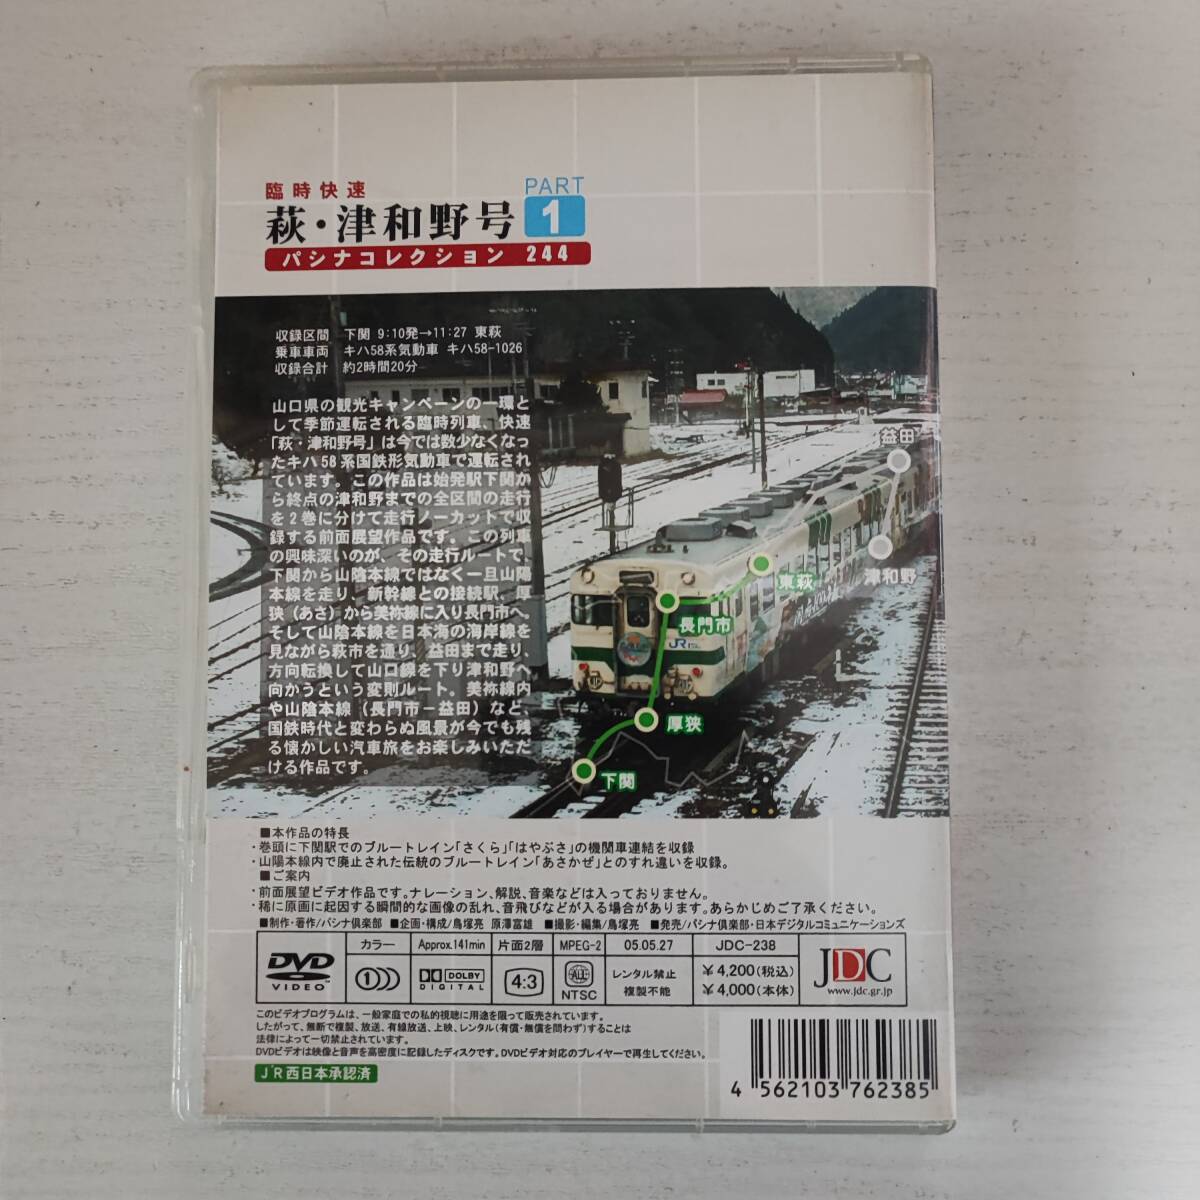 臨時快速
萩・津和野号
PART
1
パシナコレクション 244
収録区間 下関 9:10発→11:27 東萩
乗車車両 キハ58系気動車 キハ58-1026
収録合計 約2時間20分
山口県の観光キャンペーンの一環と
して季節運転される臨時列車、快速
「萩・津和野号」は今では数少なくなっ
たキハ58系国鉄形気動車で運転され
ています。この作品は始発駅下関か
ら終点の津和野までの全区間の走行
を2巻に分けて走行ノーカットで収
録する前面展望作品です。この列車
の興味深いのが、その走行ルートで、
下関から山陰本線ではなく一旦山陽
本線を走り、新幹線との接続駅、厚
狭(あさ)から美祢線に入り長門市へ。
そして山陰本線を日本海の海岸線を
見ながら萩市を通り、益田まで走り、
方向転換して山口線を下り津和野へ
向かうという変則ルート。美祢線内
や山陰本線(長門市−益田)など、
国鉄時代と変わらぬ風景が今でも残
る懐かしい汽車旅をお楽しみいただ
ける作品です。
益田
津和野
東萩
長門市
JR
厚狭
下関
■本作品の特長
・巻頭に下関駅でのブルートレイン「さくら」「はやぶさ」の機関車連結を収録
・山陽本線内で廃止された伝統のブルートレイン「あさかぜ」とのすれ違いを収録。
■ご案内
・前面展望ビデオ作品です。ナレーション、解説、音楽などは入っておりません。
・稀に原画に起因する瞬間的な画像の乱れ、音飛びなどが入る場合があります。あらかじめご了承ください。
■制作・著作/パシナ倶楽部 ■企画・構成/鳥塚亮 原澤富雄 ■撮影・編集/鳥塚亮 ■発売/パシナ倶楽部・日本デジタルコミュニケーションズ
DVD VIDEO™
カラー
Approx.141min
片面2層
MPEG-2
05.05.27
JDC-238
1
DOLBY DIGITAL
4:3
ALL
NTSC
レンタル禁止
複製不能
￥4,200(税込)
￥4,000(本体)
JDC
www.jdc.gr.jp
このビデオプログラムは、一般家庭での私的視聴に用途を限って販売されています。
したがって、無断で複製、放送、有線放送、上映、レンタル(有償・無償を問わず)することは
法律によって一切禁止されています。
DVDビデオは映像と音声を高密度に記録したディスクです。DVDビデオ対応のプレイヤーで再生してください。
JR西日本承認済
4 562103 762385